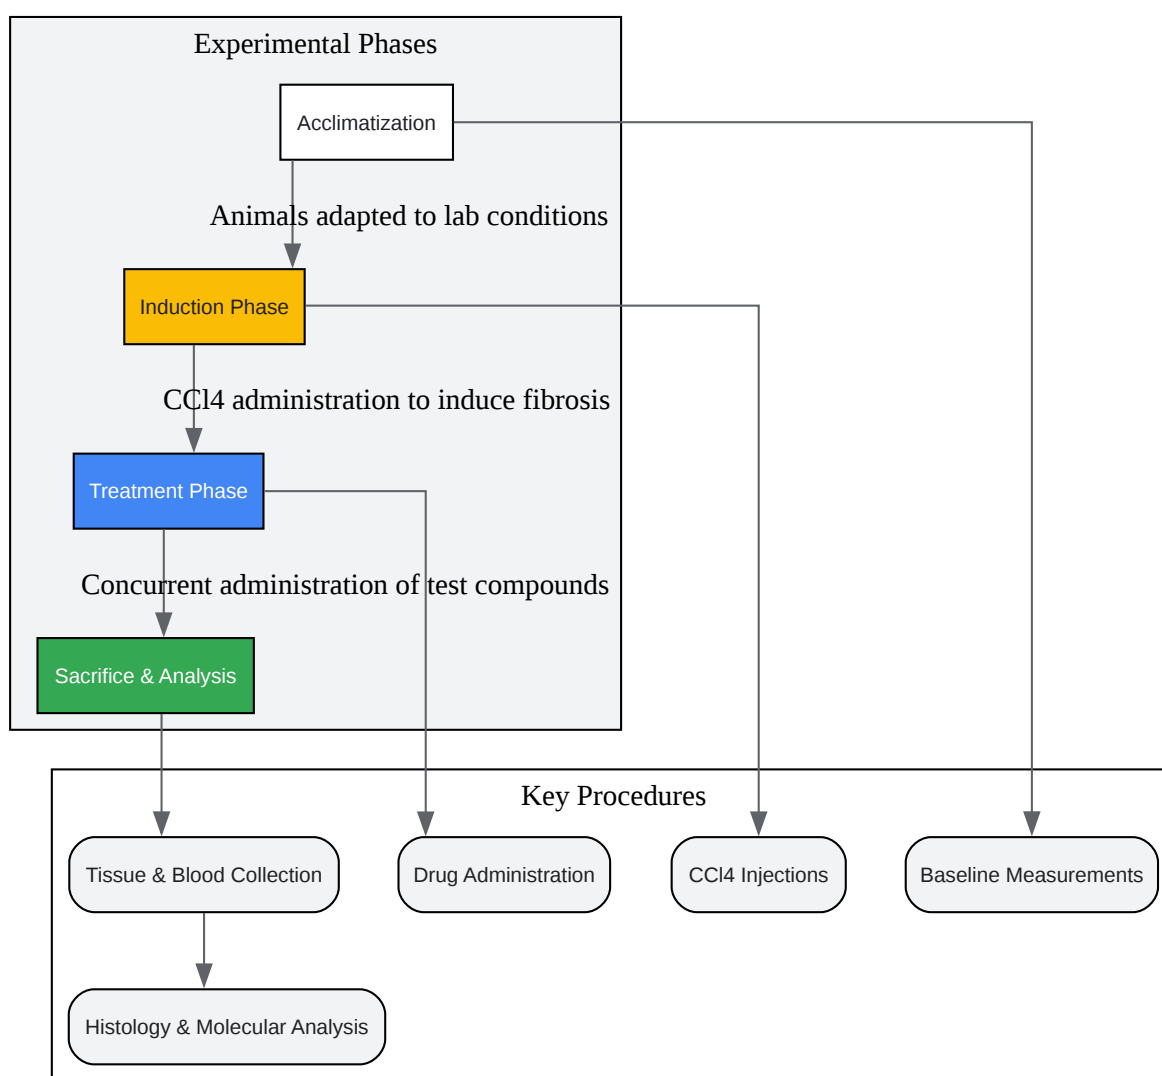 Experimental Phases
Acclimatization
Animals adapted to lab conditions
Induction Phase
CCl4 administration to induce fibrosis
Treatment Phase
Concurrent administration of test compounds
Sacrifice & Analysis
Key Procedures
Tissue & Blood Collection
Drug Administration
CCl4 Injections
Baseline Measurements
Histology & Molecular Analysis